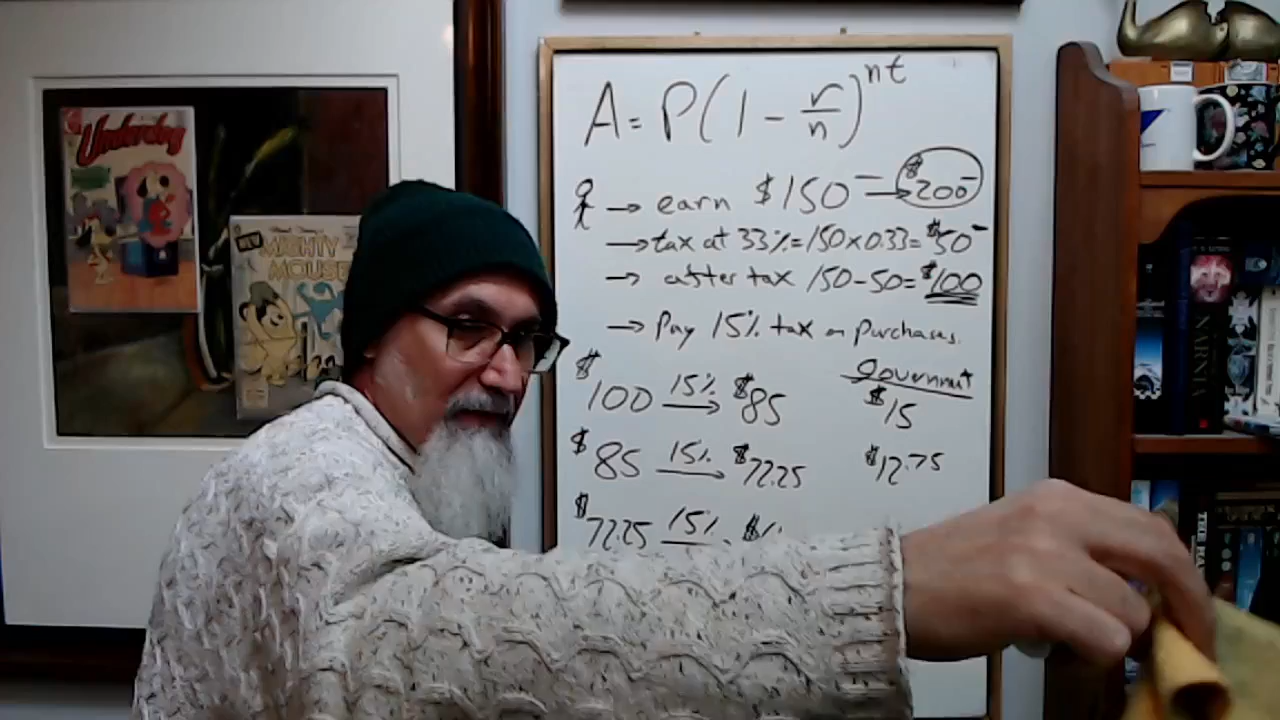 Underdog
NEW
MIGHTY
MOUSE
A = P(1 - r/n)^nt
→ earn $150 – → $200 –
→ tax at 33% = 150 x 0.33 = $50 –
→ after tax 150 - 50 = $100
→ Pay 15% tax on purchases.
Government
$100 15% → $85 $15
$85 15% → $72.25 $12.75
$72.25 15%
NARNIA